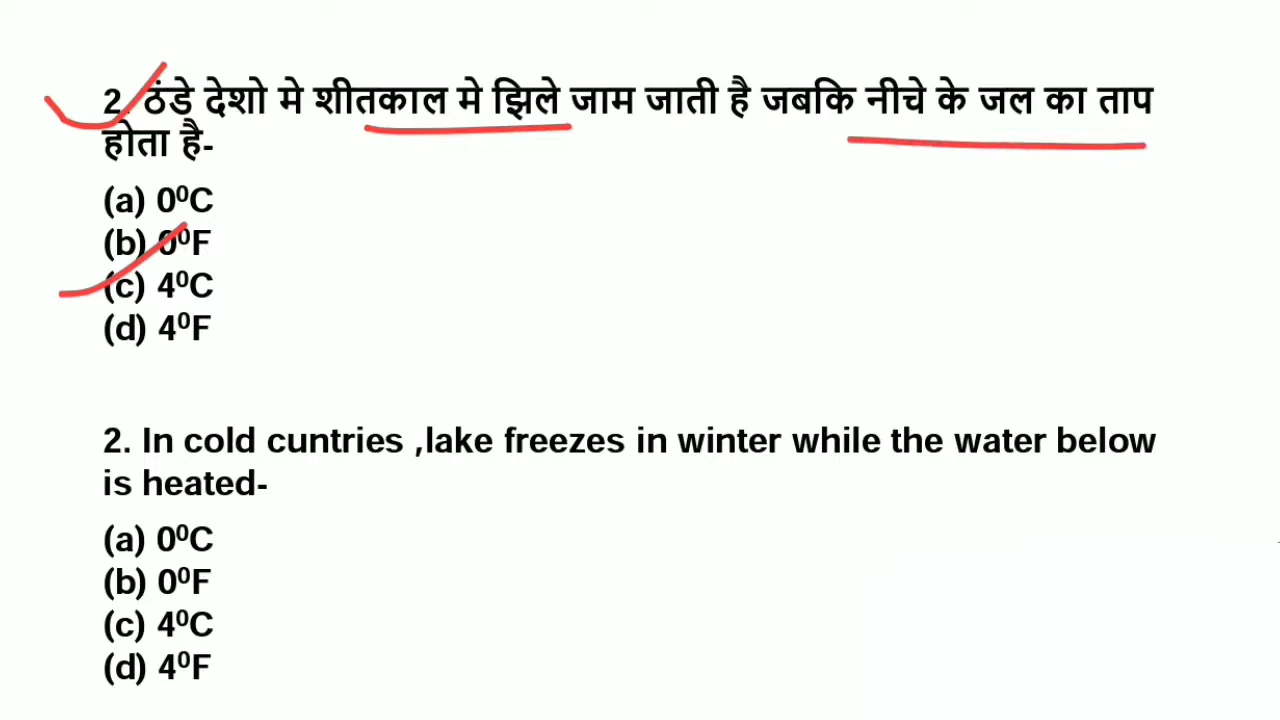 2. ठंडे देशो मे शीतकाल मे झिले जाम जाती है जबकि नीचे के जल का ताप
होता है-
(a) 0⁰C
(b) 0⁰F
(c) 4⁰C
(d) 4⁰F
2. In cold cuntries ,lake freezes in winter while the water below
is heated-
(a) 0⁰C
(b) 0⁰F
(c) 4⁰C
(d) 4⁰F